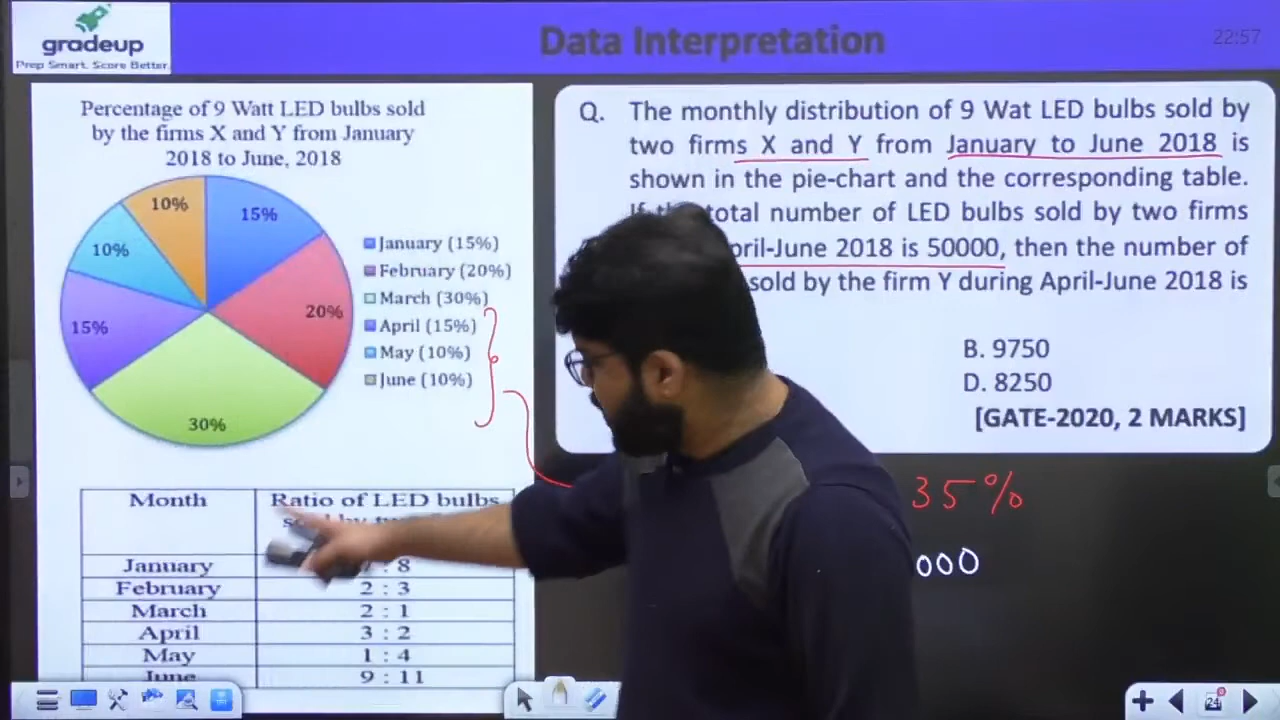 gradeup
Prep Smart. Score Better.
Data Interpretation
22:57
Percentage of 9 Watt LED bulbs sold
by the firms X and Y from January
2018 to June, 2018
10%
15%
10%
20%
15%
30%
January (15%)
February (20%)
March (30%)
April (15%)
May (10%)
June (10%)
Month
Ratio of LED bulbs
January
: 8
February
2 : 3
March
2 : 1
April
3 : 2
May
1 : 4
June
9 : 11
Q. The monthly distribution of 9 Wat LED bulbs sold by
two firms X and Y from January to June 2018 is
shown in the pie-chart and the corresponding table.
total number of LED bulbs sold by two firms
pril-June 2018 is 50000, then the number of
sold by the firm Y during April-June 2018 is
B. 9750
D. 8250
[GATE-2020, 2 MARKS]
35%
000
24